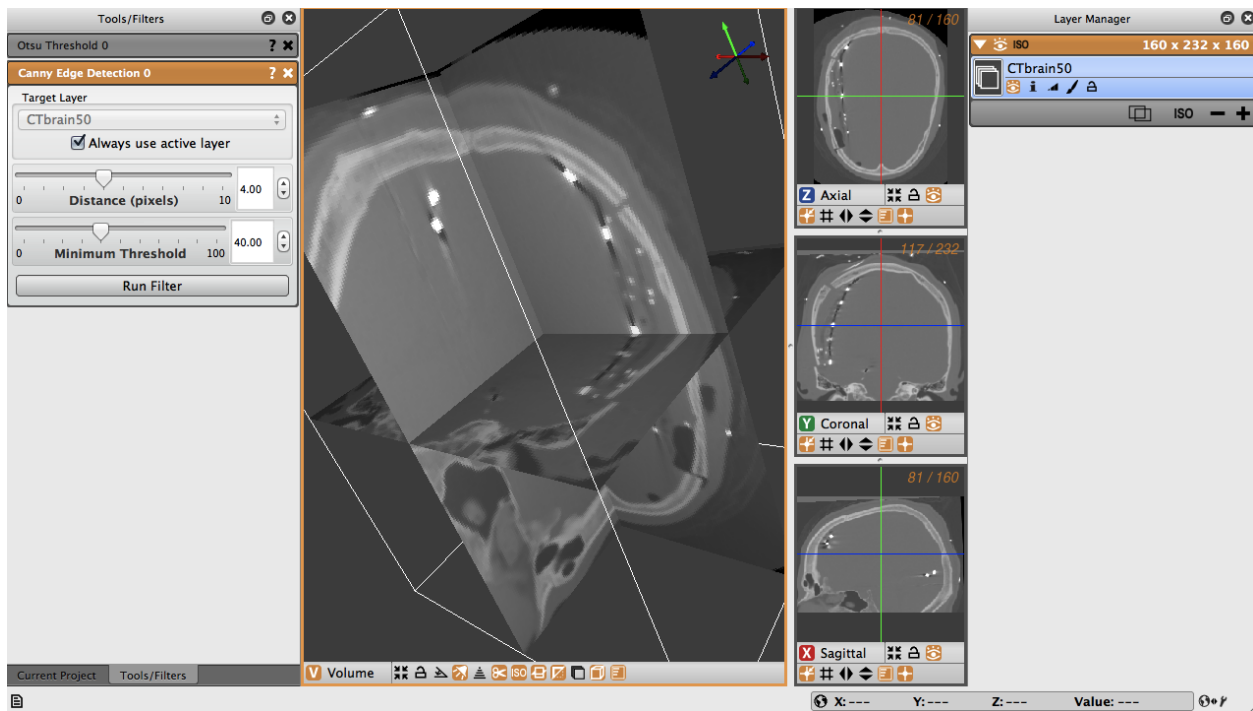 Tools/Filters
Otsu Threshold 0 ?
Canny Edge Detection 0 ?
Target Layer
CTbrain50
Always use active layer
4.00
0 Distance (pixels) 10
40.00
0 Minimum Threshold 100
Run Filter
Current Project Tools/Filters
V Volume ISO
81 / 160
Z Axial
117 / 232
Y Coronal
81 / 160
X Sagittal
Layer Manager
ISO 160 x 232 x 160
CTbrain50
ISO
X: --- Y: --- Z: --- Value: ---